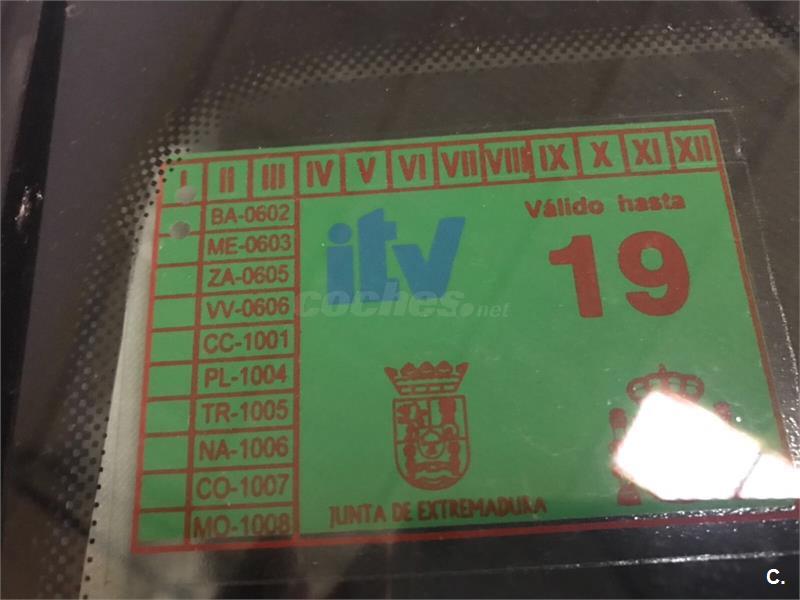 I II III IV V VI VII VIII IX X XI XII
BA-0602
ME-0603
ZA-0605
VV-0606
CC-1001
PL-1004
TR-1005
NA-1006
CO-1007
MO-1008
itv
Válido hasta
19
coches.net
JUNTA DE EXTREMADURA
C.